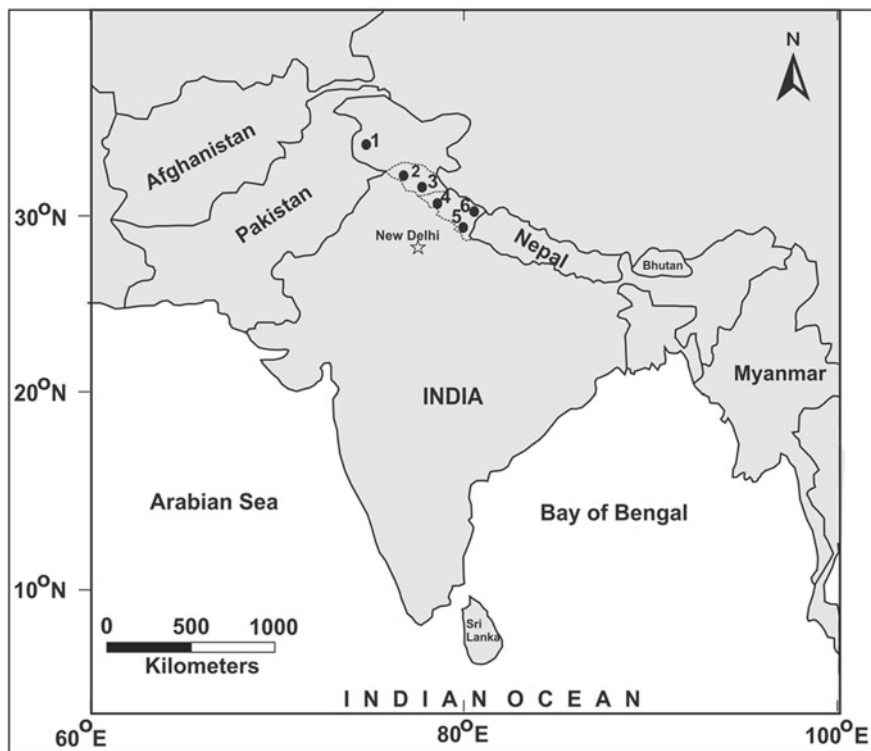 N
Afghanistan
1
2
3
4
6
5
30°N
Pakistan
New Delhi
Nepal
Bhutan
20°N
INDIA
Myanmar
Arabian Sea
Bay of Bengal
10°N
0 500 1000
Kilometers
Sri
Lanka
INDIAN OCEAN
60°E 80°E 100°E